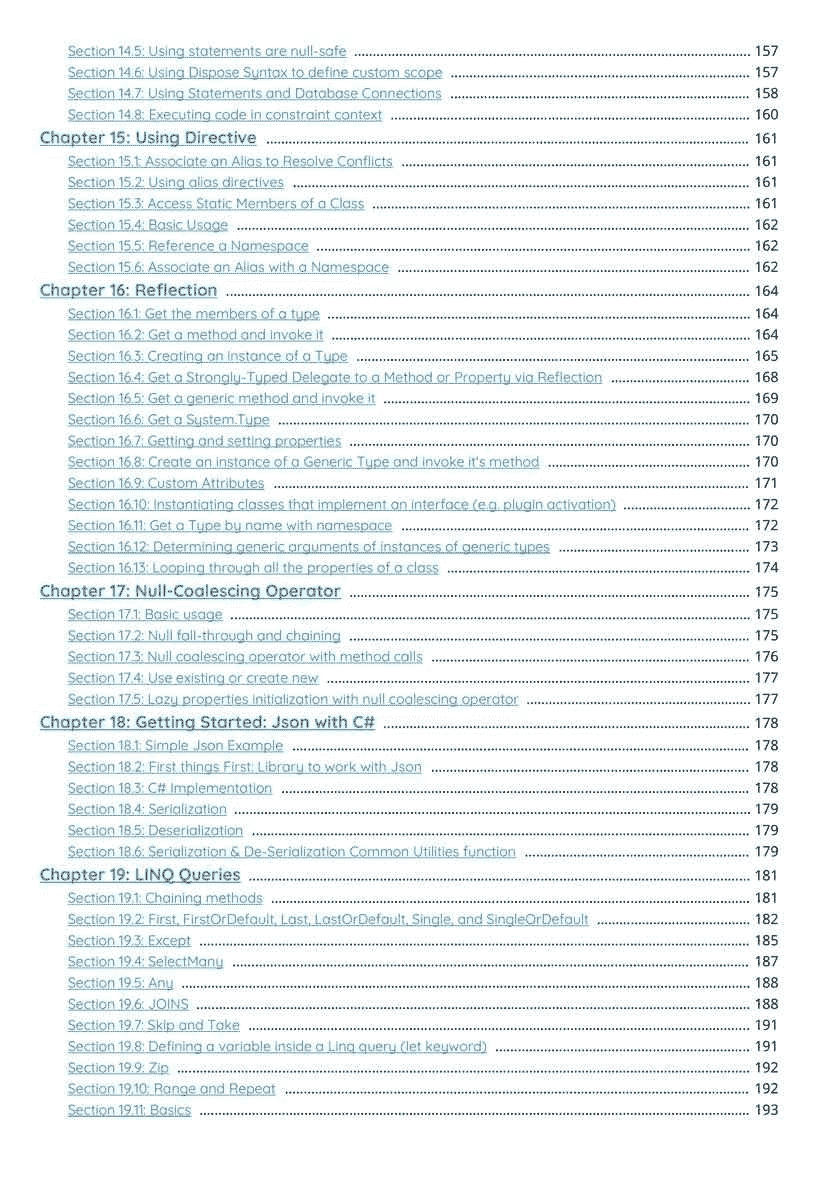 Section 14.5: Using statements are null-safe 157
Section 14.6: Using Dispose Syntax to define custom scope 157
Section 14.7: Using Statements and Database Connections 158
Section 14.8: Executing code in constraint context 160
Chapter 15: Using Directive 161
Section 15.1: Associate an Alias to Resolve Conflicts 161
Section 15.2: Using alias directives 161
Section 15.3: Access Static Members of a Class 161
Section 15.4: Basic Usage 162
Section 15.5: Reference a Namespace 162
Section 15.6: Associate an Alias with a Namespace 162
Chapter 16: Reflection 164
Section 16.1: Get the members of a type 164
Section 16.2: Get a method and invoke it 164
Section 16.3: Creating an instance of a Type 165
Section 16.4: Get a Strongly-Typed Delegate to a Method or Property via Reflection 168
Section 16.5: Get a generic method and invoke it 169
Section 16.6: Get a System.Type 170
Section 16.7: Getting and setting properties 170
Section 16.8: Create an instance of a Generic Type and invoke it's method 170
Section 16.9: Custom Attributes 171
Section 16.10: Instantiating classes that implement an interface (e.g. plugin activation) 172
Section 16.11: Get a Type by name with namespace 172
Section 16.12: Determining generic arguments of instances of generic types 173
Section 16.13: Looping through all the properties of a class 174
Chapter 17: Null-Coalescing Operator 175
Section 17.1: Basic usage 175
Section 17.2: Null fall-through and chaining 175
Section 17.3: Null coalescing operator with method calls 176
Section 17.4: Use existing or create new 177
Section 17.5: Lazy properties initialization with null coalescing operator 177
Chapter 18: Getting Started: Json with C# 178
Section 18.1: Simple Json Example 178
Section 18.2: First things First: Library to work with Json 178
Section 18.3: C# Implementation 178
Section 18.4: Serialization 179
Section 18.5: Deserialization 179
Section 18.6: Serialization & De-Serialization Common Utilities function 179
Chapter 19: LINQ Queries 181
Section 19.1: Chaining methods 181
Section 19.2: First, FirstOrDefault, Last, LastOrDefault, Single, and SingleOrDefault 182
Section 19.3: Except 185
Section 19.4: SelectMany 187
Section 19.5: Any 188
Section 19.6: JOINS 188
Section 19.7: Skip and Take 191
Section 19.8: Defining a variable inside a Linq query (let keyword) 191
Section 19.9: Zip 192
Section 19.10: Range and Repeat 192
Section 19.11: Basics 193